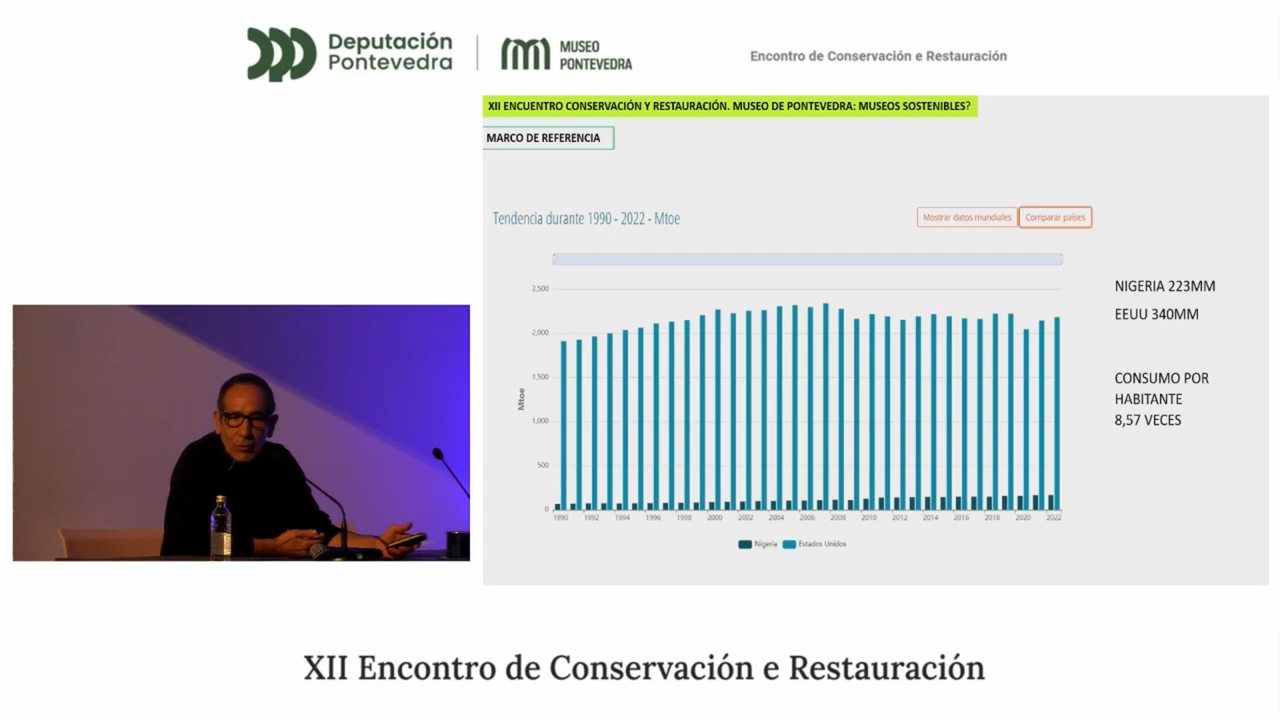 Deputación
Pontevedra
MUSEO
PONTEVEDRA
Encontro de Conservación e Restauración
XII ENCUENTRO CONSERVACIÓN Y RESTAURACIÓN. MUSEO DE PONTEVEDRA: MUSEOS SOSTENIBLES?
MARCO DE REFERENCIA
Tendencia durante 1990 - 2022 - Mtoe
Mostrar datos mundiales
Comparar países
NIGERIA 223MM
EEUU 340MM
CONSUMO POR
HABITANTE
8,57 VECES
Mtoe
2,500
2,000
1,500
1,000
500
0
1990 1992 1994 1996 1998 2000 2002 2004 2006 2008 2010 2012 2014 2016 2018 2020 2022
Nigeria Estados Unidos
XII Encontro de Conservación e Restauración